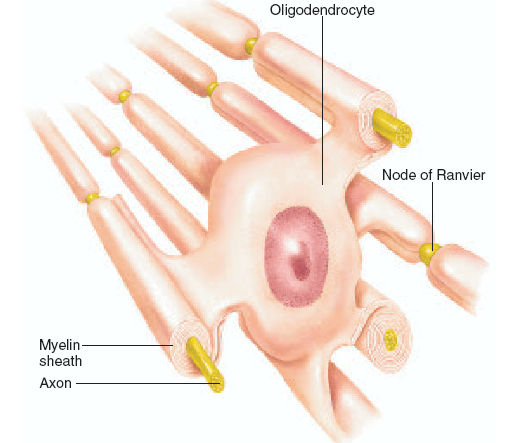 Oligodendrocyte
Node of Ranvier
Myelin
sheath
Axon